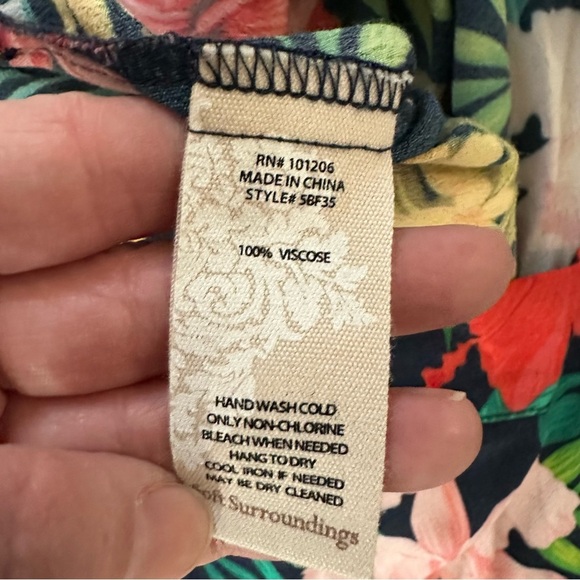 RN# 101206
MADE IN CHINA
STYLE# 5BF35
100% VISCOSE
HAND WASH COLD
ONLY NON-CHLORINE
BLEACH WHEN NEEDED
HANG TO DRY
COOL IRON IF NEEDED
MAY BE DRY CLEANED
Soft Surroundings